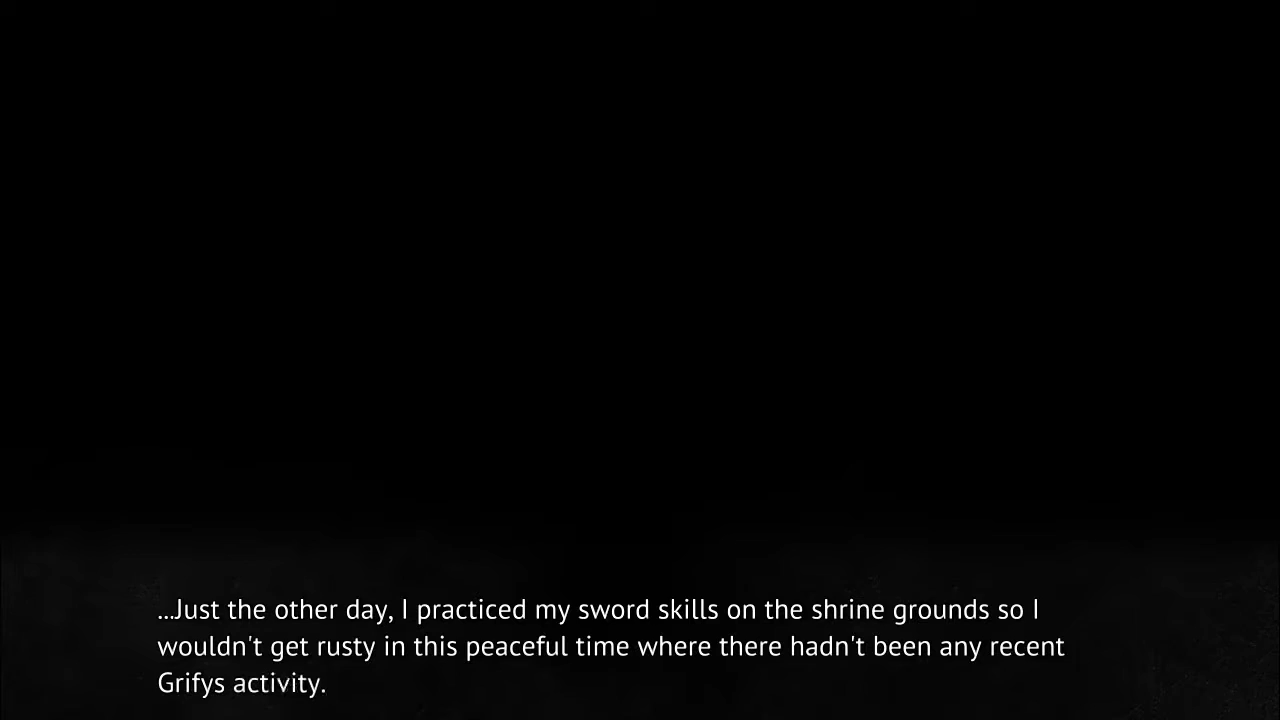 ...Just the other day, I practiced my sword skills on the shrine grounds so I
wouldn't get rusty in this peaceful time where there hadn't been any recent
Grifys activity.